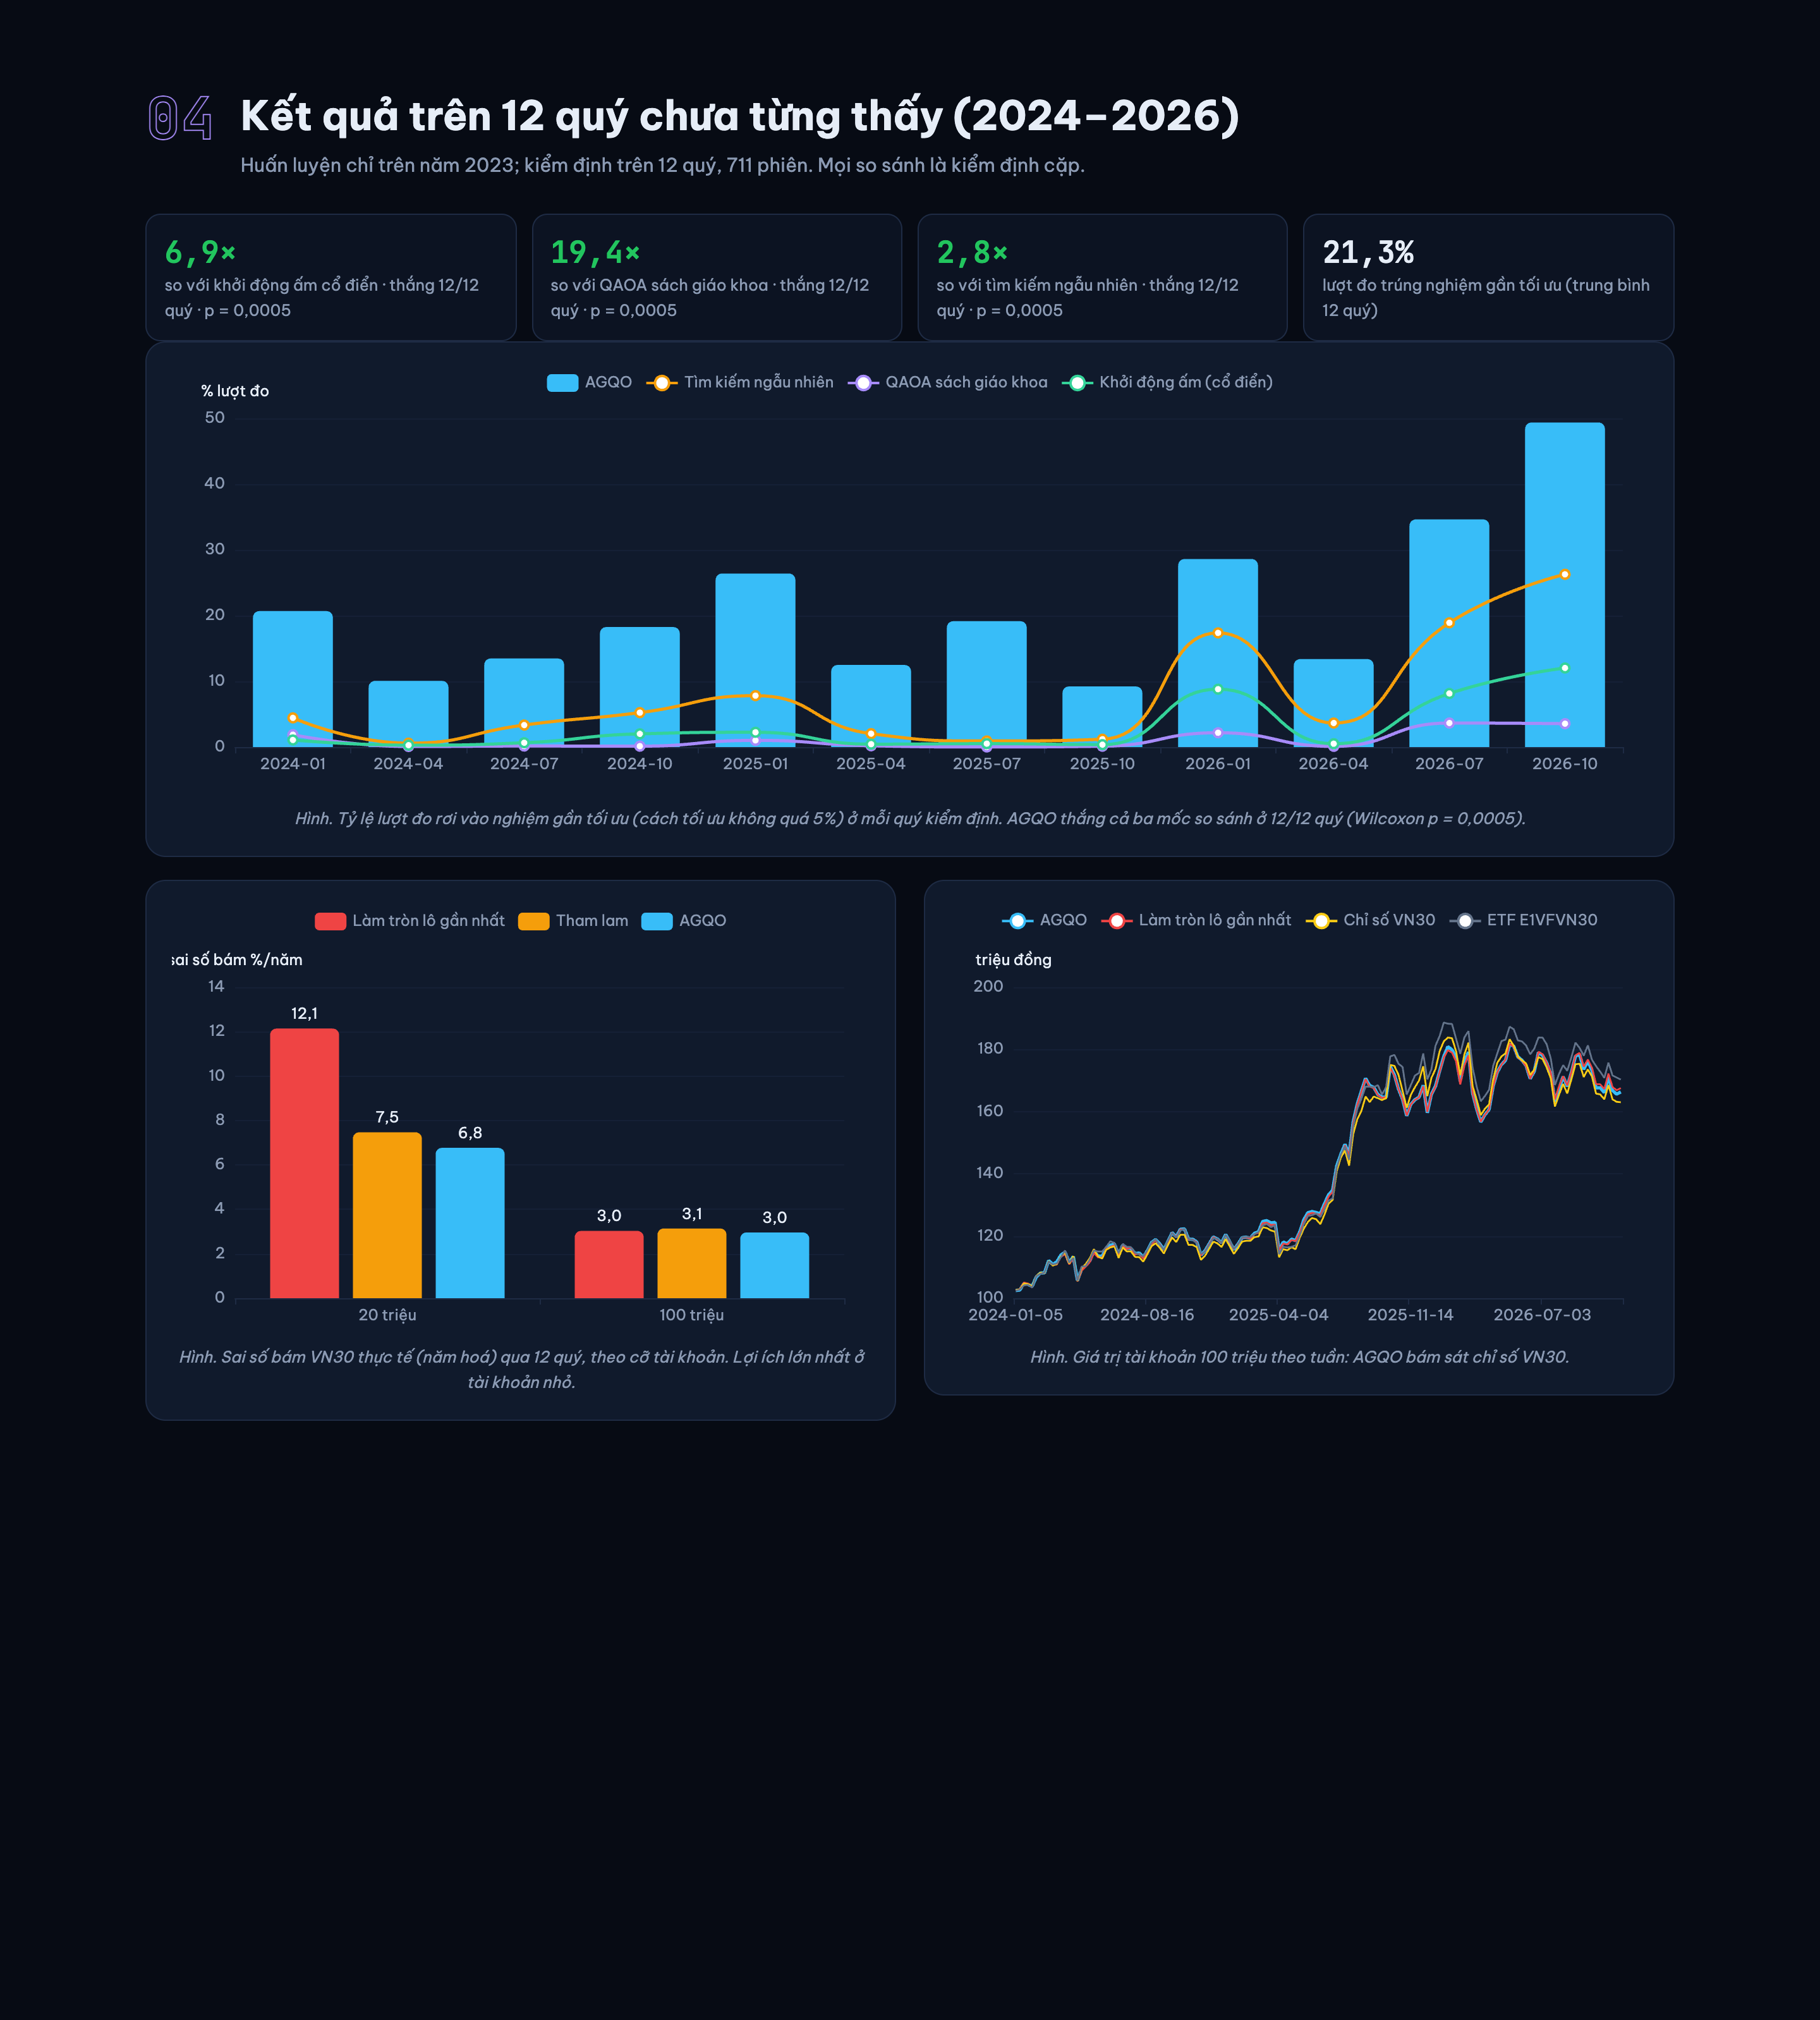 04
Kết quả trên 12 quý chưa từng thấy (2024–2026)
Huấn luyện chỉ trên năm 2023; kiểm định trên 12 quý, 711 phiên. Mọi so sánh là kiểm định cặp.
6,9×
so với khởi động ấm cổ điển · thắng 12/12
quý · p = 0,0005
19,4×
so với QAOA sách giáo khoa · thắng 12/12
quý · p = 0,0005
2,8×
so với tìm kiếm ngẫu nhiên · thắng 12/12
quý · p = 0,0005
21,3%
lượt đo trúng nghiệm gần tối ưu (trung bình
12 quý)
AGQO Tìm kiếm ngẫu nhiên QAOA sách giáo khoa Khởi động ấm (cổ điển)
% lượt đo
50
40
30
20
10
0
2024-01 2024-04 2024-07 2024-10 2025-01 2025-04 2025-07 2025-10 2026-01 2026-04 2026-07 2026-10
Hình. Tỷ lệ lượt đo rơi vào nghiệm gần tối ưu (cách tối ưu không quá 5%) ở mỗi quý kiểm định. AGQO thắng cả ba mốc so sánh ở 12/12 quý (Wilcoxon p = 0,0005).
Làm tròn lô gần nhất Tham lam AGQO
sai số bám %/năm
14
12
10
8
6
4
2
0
12,1
7,5
6,8
3,0
3,1
3,0
20 triệu 100 triệu
Hình. Sai số bám VN30 thực tế (năm hoá) qua 12 quý, theo cỡ tài khoản. Lợi ích lớn nhất ở
tài khoản nhỏ.
AGQO Làm tròn lô gần nhất Chỉ số VN30 ETF E1VFVN30
triệu đồng
200
180
160
140
120
100
2024-01-05 2024-08-16 2025-04-04 2025-11-14 2026-07-03
Hình. Giá trị tài khoản 100 triệu theo tuần: AGQO bám sát chỉ số VN30.